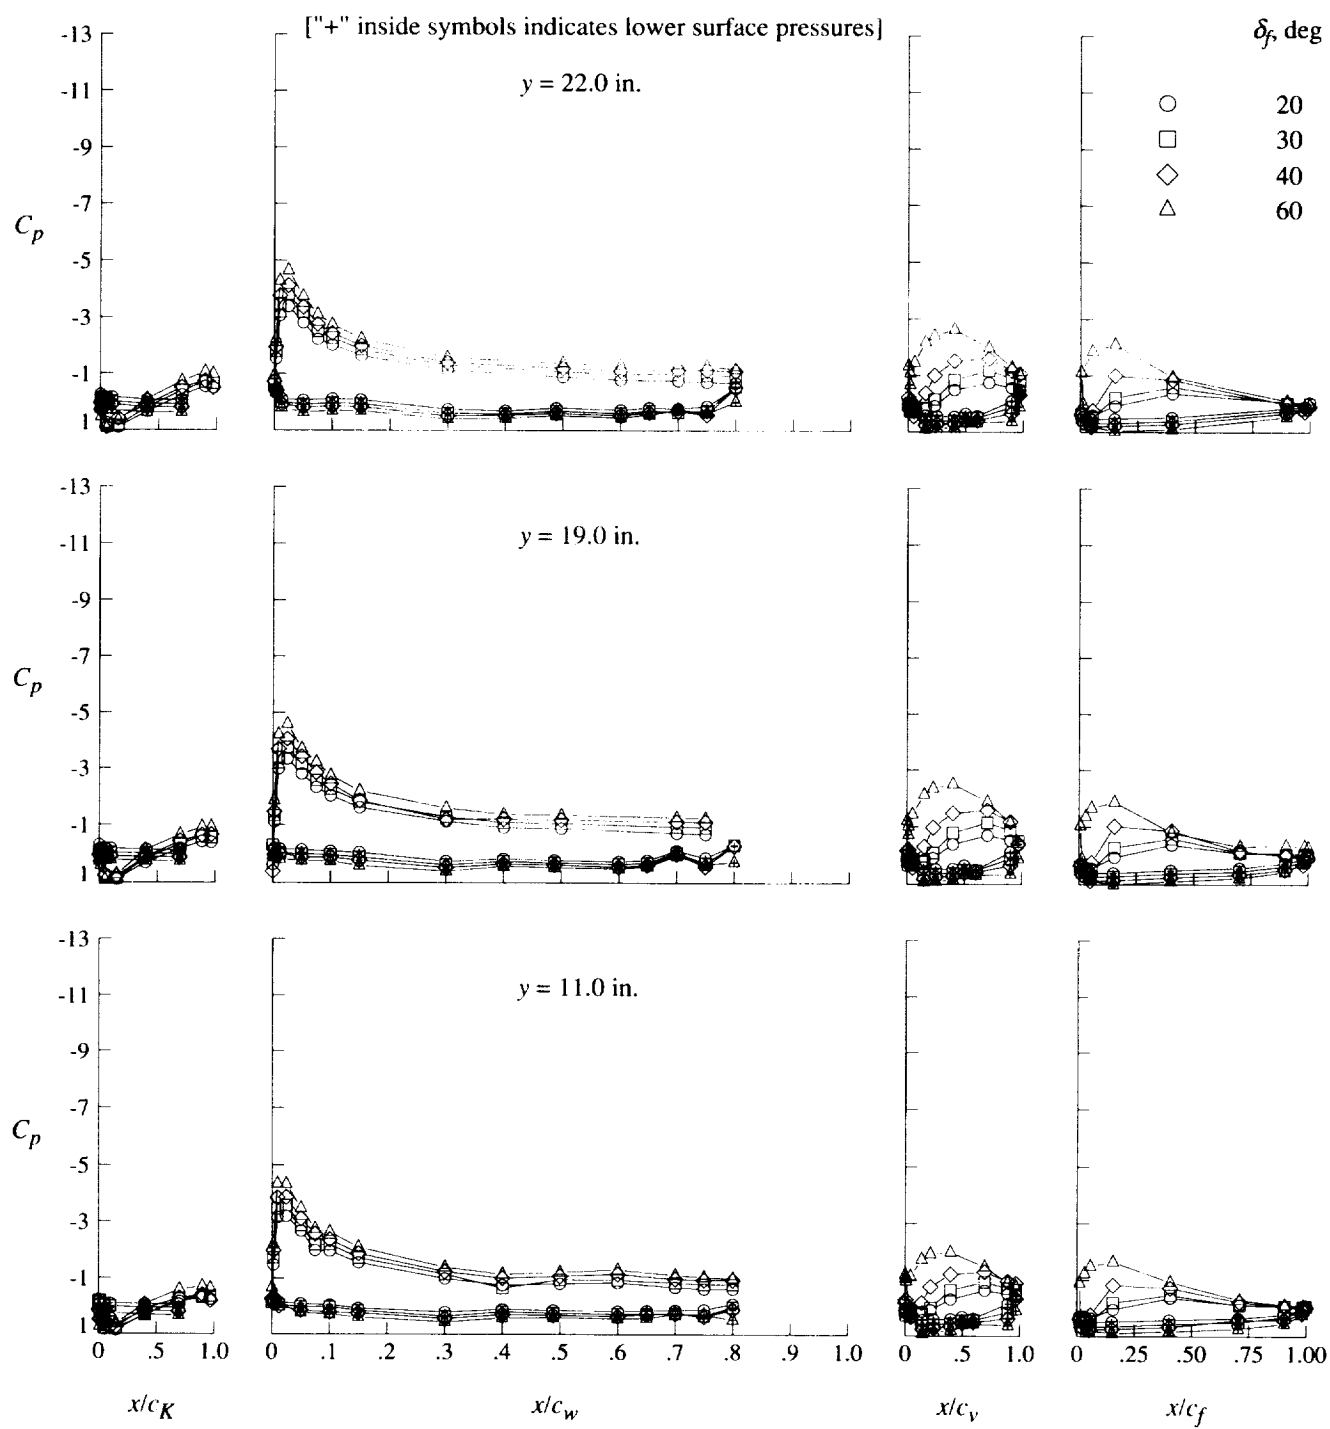 ["+" inside symbols indicates lower surface pressures]
δf, deg
y = 22.0 in.
20
30
40
60
-13
-11
-9
-7
-5
-3
-1
1
Cp
y = 19.0 in.
-13
-11
-9
-7
-5
-3
-1
1
Cp
y = 11.0 in.
-13
-11
-9
-7
-5
-3
-1
1
Cp
0 .5 1.0
0 .1 .2 .3 .4 .5 .6 .7 .8 .9 1.0
0 .5 1.0
0 .25 .50 .75 1.00
x/cK
x/cw
x/cv
x/cf